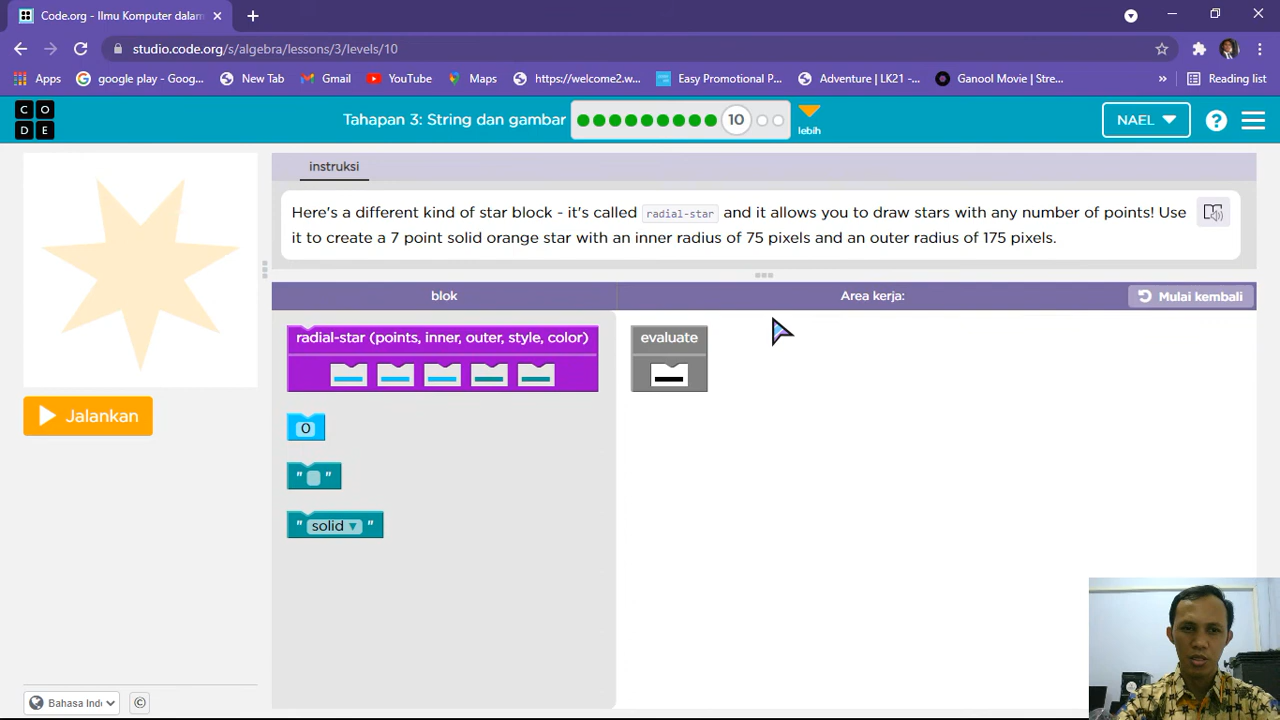 Code.org - Ilmu Komputer dalam
studio.code.org/s/algebra/lessons/3/levels/10
Apps
google play - Goog...
New Tab
Gmail
YouTube
Maps
https://welcome2.w...
Easy Promotional P...
Adventure | LK21 -...
Ganool Movie | Stre...
»
Reading list
C O
D E
Tahapan 3: String dan gambar
10
lebih
NAEL
?
instruksi
Here's a different kind of star block - it's called radial-star and it allows you to draw stars with any number of points! Use
it to create a 7 point solid orange star with an inner radius of 75 pixels and an outer radius of 175 pixels.
blok
Area kerja:
Mulai kembali
radial-star (points, inner, outer, style, color)
evaluate
Jalankan
0
" "
" solid "
Bahasa Ind
©